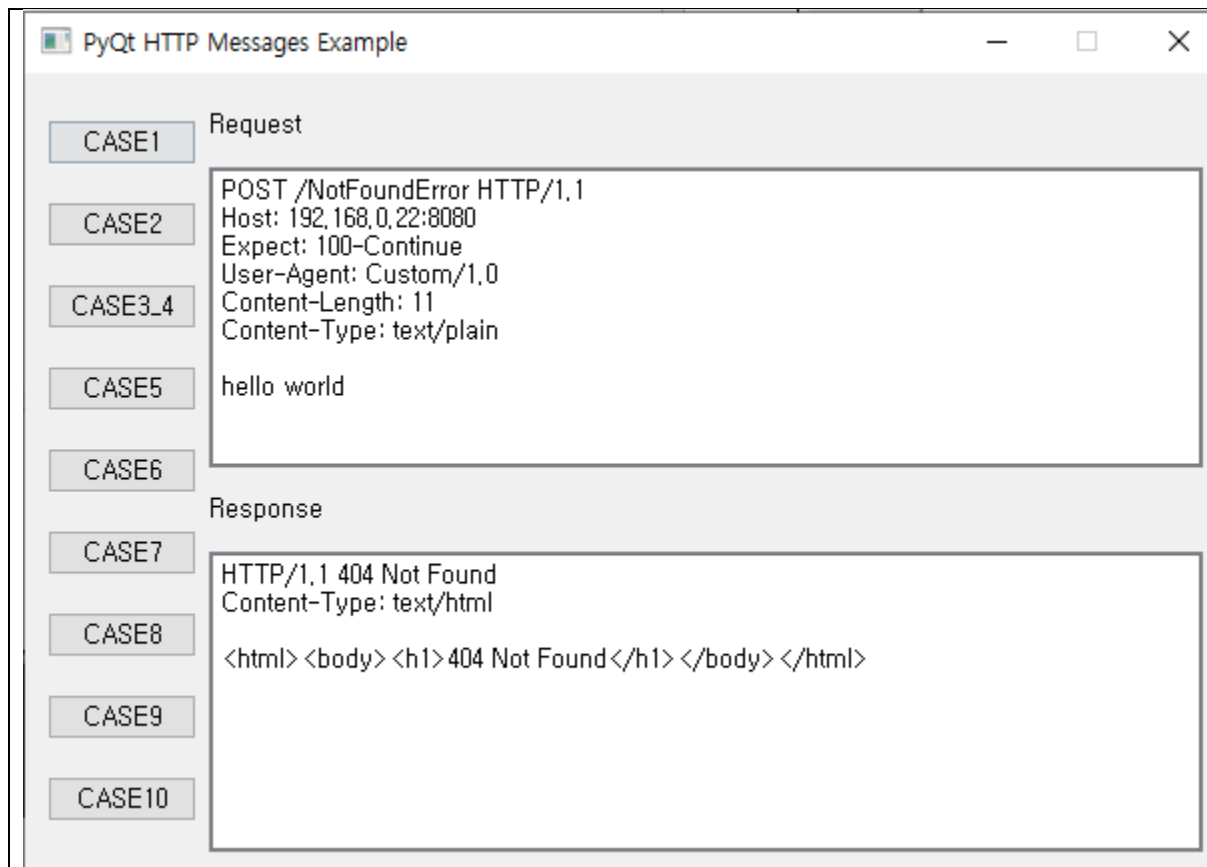 PyQt HTTP Messages Example
CASE1
CASE2
CASE3_4
CASE5
CASE6
CASE7
CASE8
CASE9
CASE10
Request
POST /NotFoundError HTTP/1.1
Host: 192.168.0.22:8080
Expect: 100-Continue
User-Agent: Custom/1.0
Content-Length: 11
Content-Type: text/plain
hello world
Response
HTTP/1.1 404 Not Found
Content-Type: text/html
<html><body><h1>404 Not Found</h1></body></html>